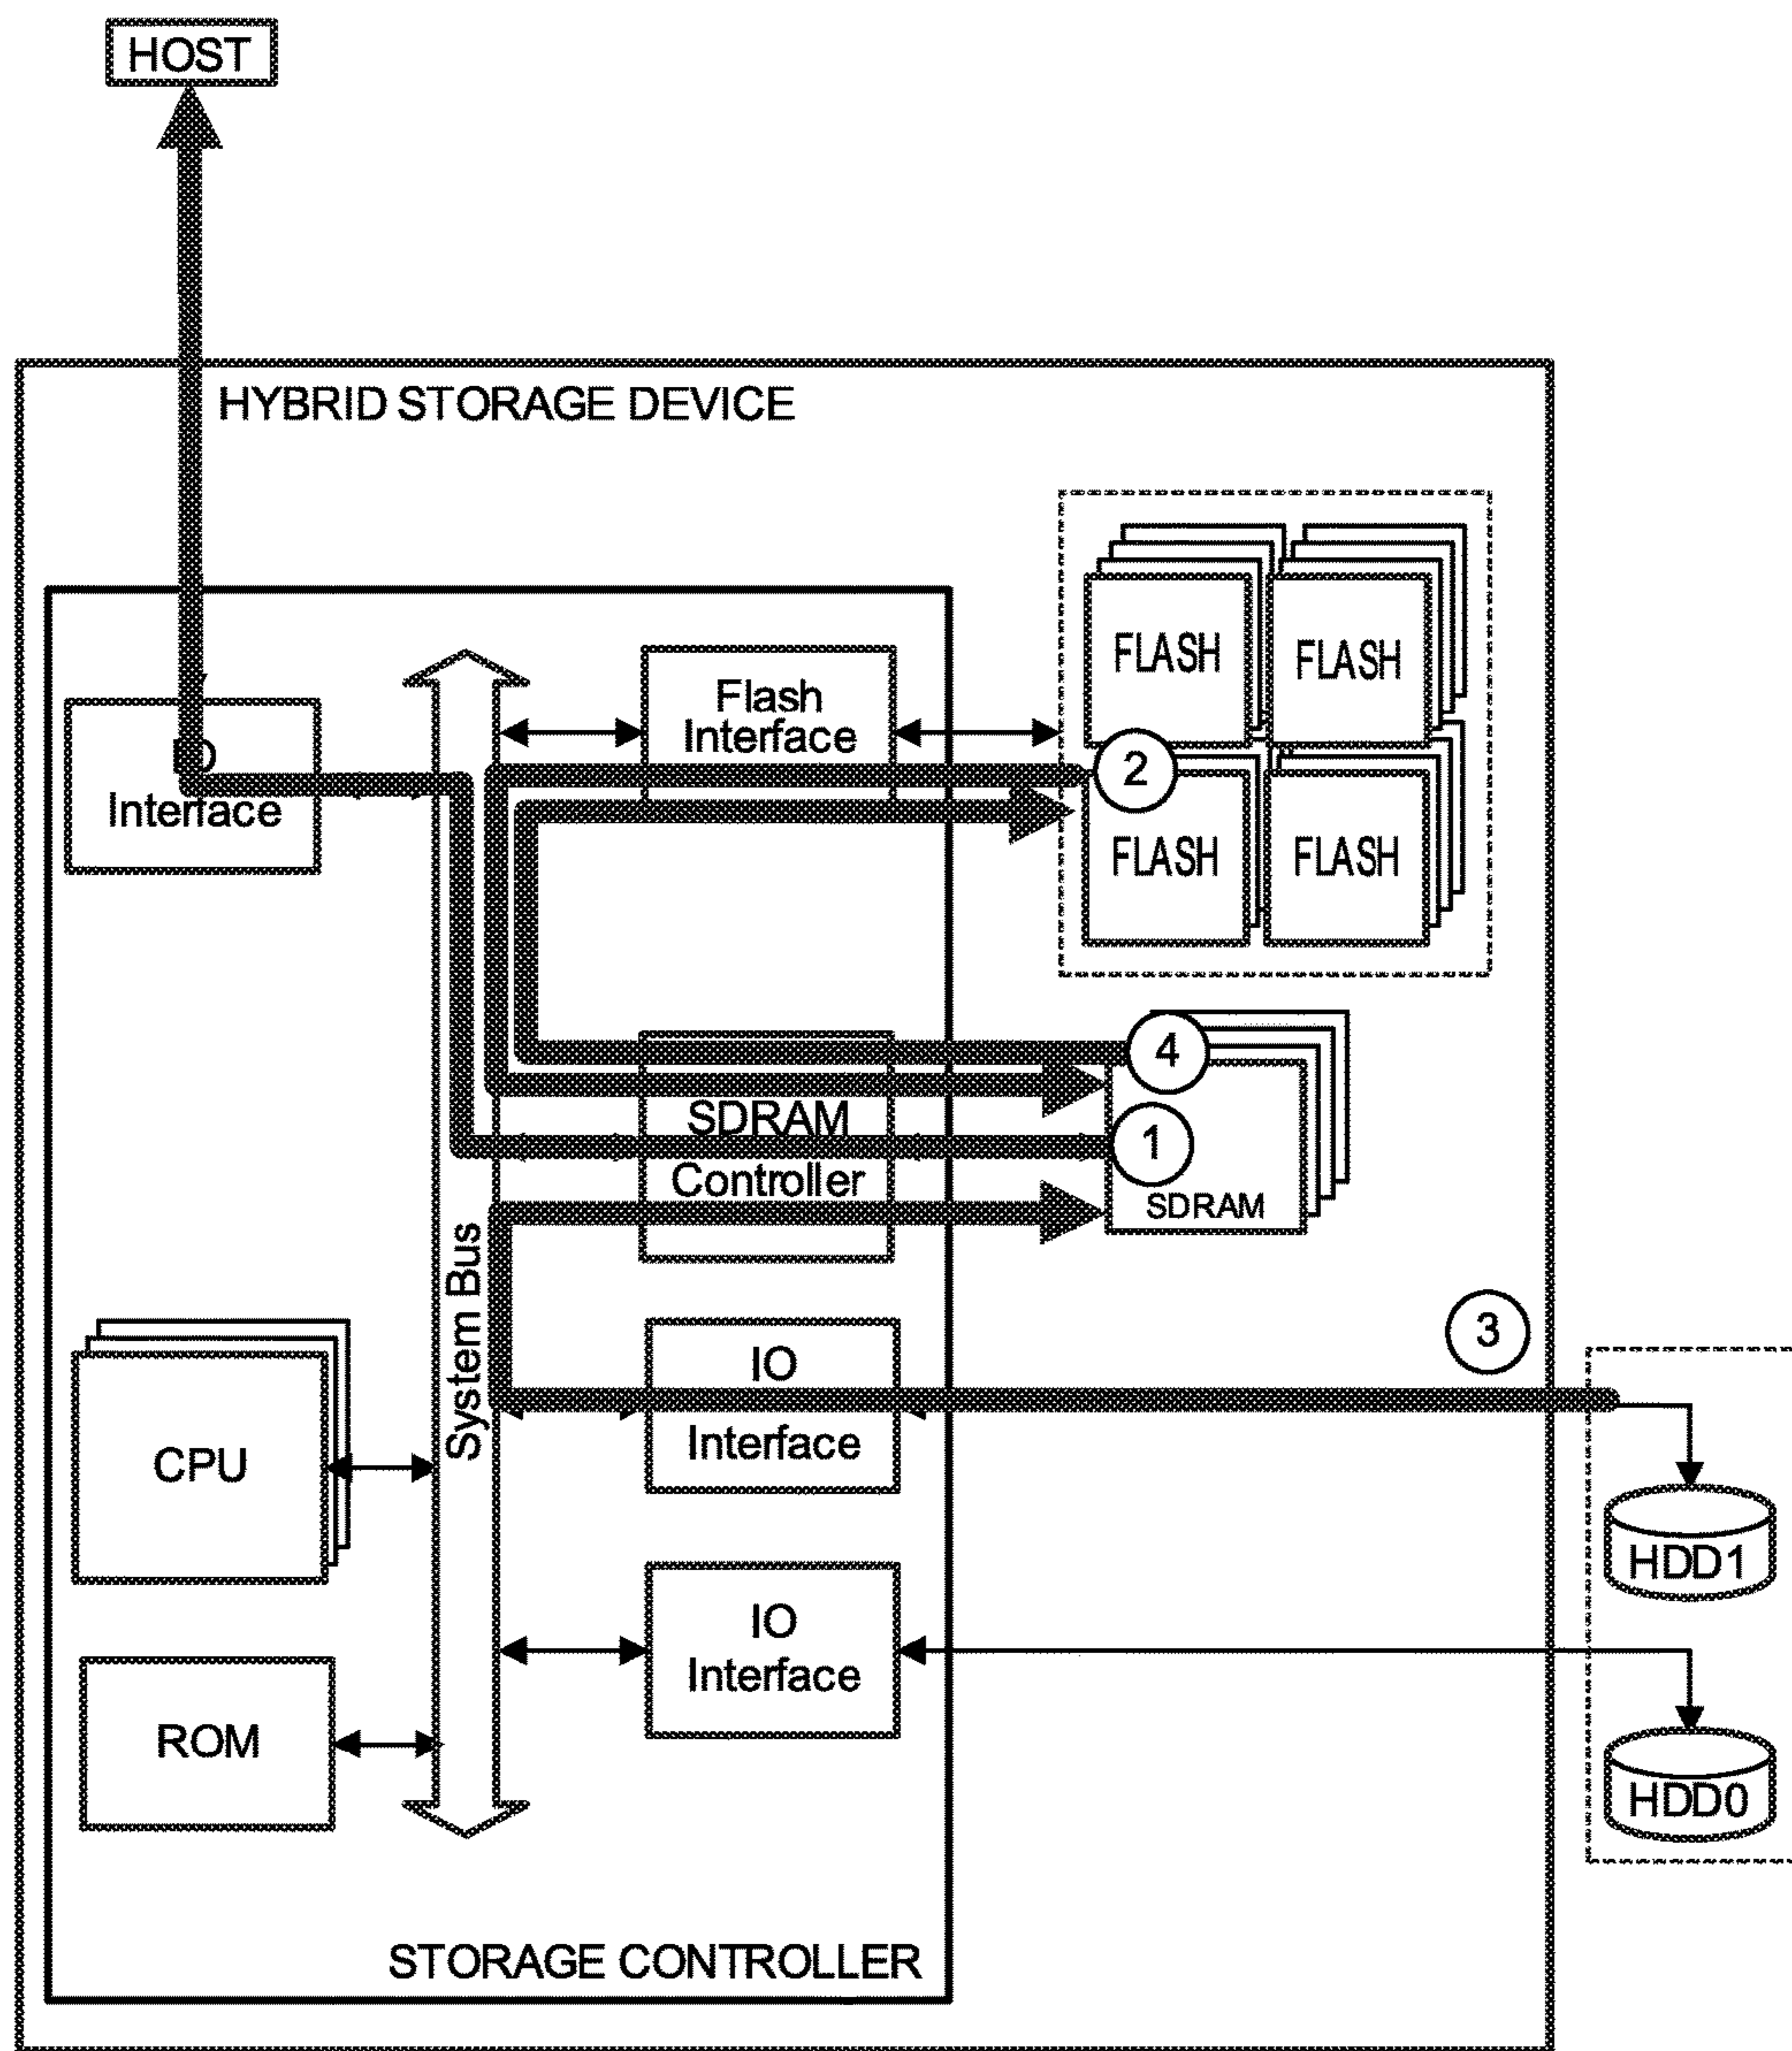 HOST
HYBRID STORAGE DEVICE
FLASH
FLASH
Flash
Interface
2
IO
Interface
FLASH
FLASH
4
SDRAM
1
Controller
SDRAM
System Bus
3
IO
Interface
CPU
HDD1
IO
Interface
ROM
HDD0
STORAGE CONTROLLER